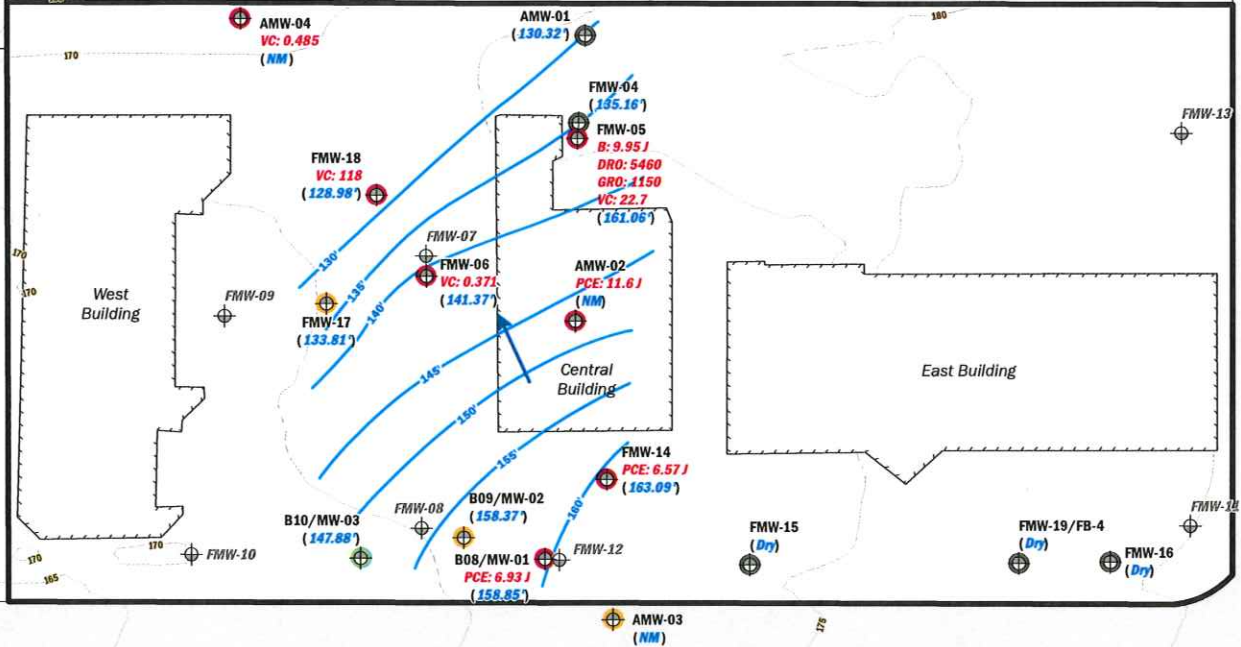 180
AMW-04
VC: 0.485
(NM)
170
AMW-01
(130.32')
FMW-04
(135.16')
FMW-05
B: 9.95 J
DRO: 5460
GRO: 1150
VC: 22.7
(161.06')
FMW-13
FMW-18
VC: 118
(128.98')
FMW-07
FMW-06
VC: 0.371
(141.37')
AMW-02
PCE: 11.6 J
(NM)
130'
135'
140'
170
170
West
Building
FMW-09
FMW-17
(133.81')
145'
150'
155'
160'
Central
Building
East Building
FMW-14
PCE: 6.57 J
(163.09')
B09/MW-02
(158.37')
FMW-08
B10/MW-03
(147.88')
FMW-10
170
170
165
B08/MW-01
PCE: 6.93 J
(158.85')
FMW-12
FMW-15
(Dry)
FMW-19/FB-4
(Dry)
FMW-16
(Dry)
FMW-11
AMW-03
(NM)
175